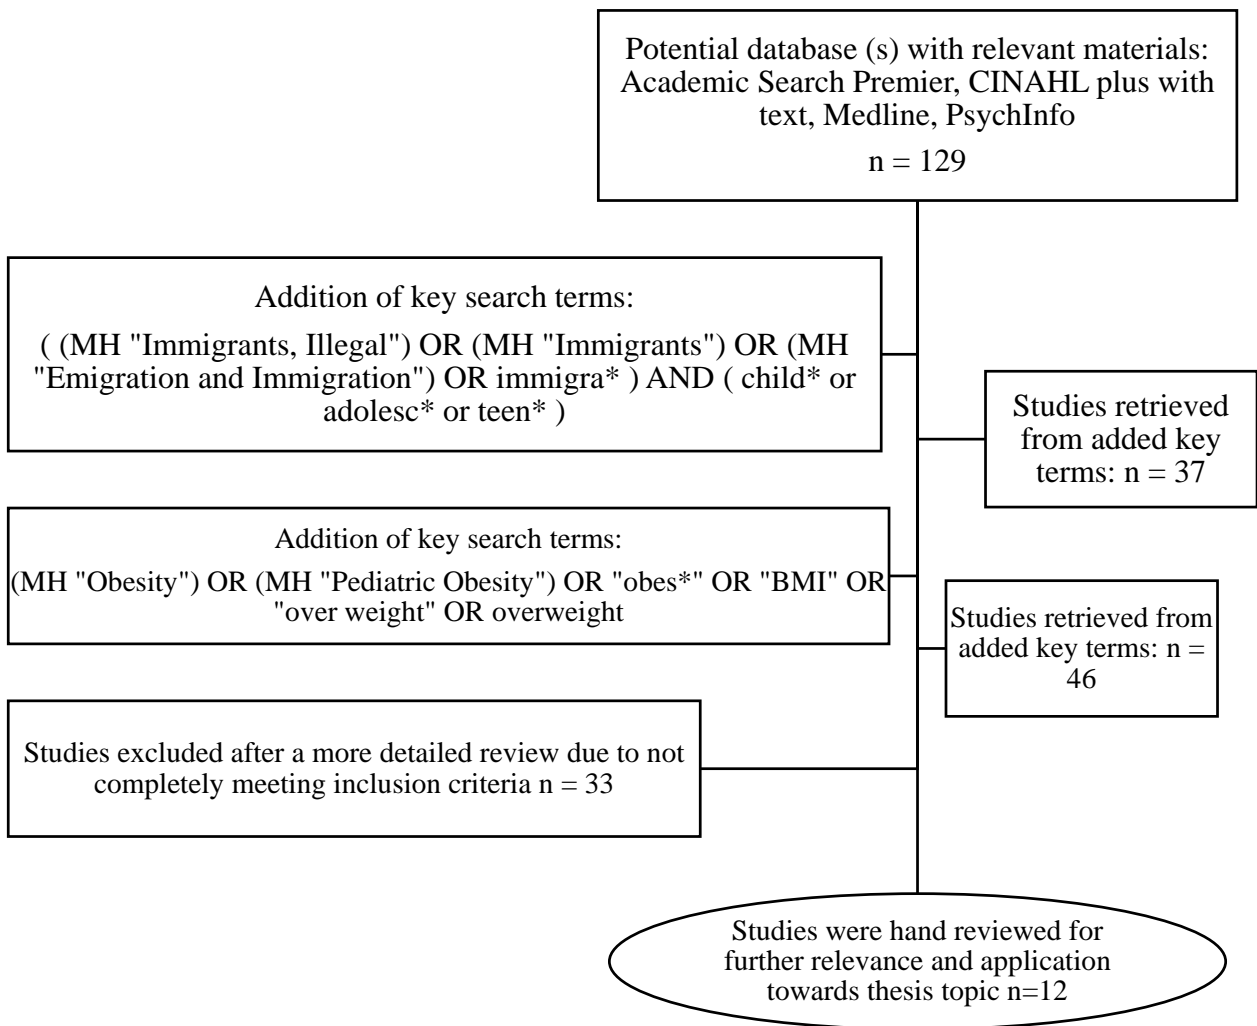 Potential database (s) with relevant materials:
Academic Search Premier, CINAHL plus with
text, Medline, PsychInfo
n = 129
Addition of key search terms:
( (MH "Immigrants, Illegal") OR (MH "Immigrants") OR (MH
"Emigration and Immigration") OR immigra* ) AND ( child* or
adolesc* or teen* )
Studies retrieved
from added key
terms: n = 37
Addition of key search terms:
(MH "Obesity") OR (MH "Pediatric Obesity") OR "obes*" OR "BMI" OR
"over weight" OR overweight
Studies retrieved from
added key terms: n =
46
Studies excluded after a more detailed review due to not
completely meeting inclusion criteria n = 33
Studies were hand reviewed for
further relevance and application
towards thesis topic n=12